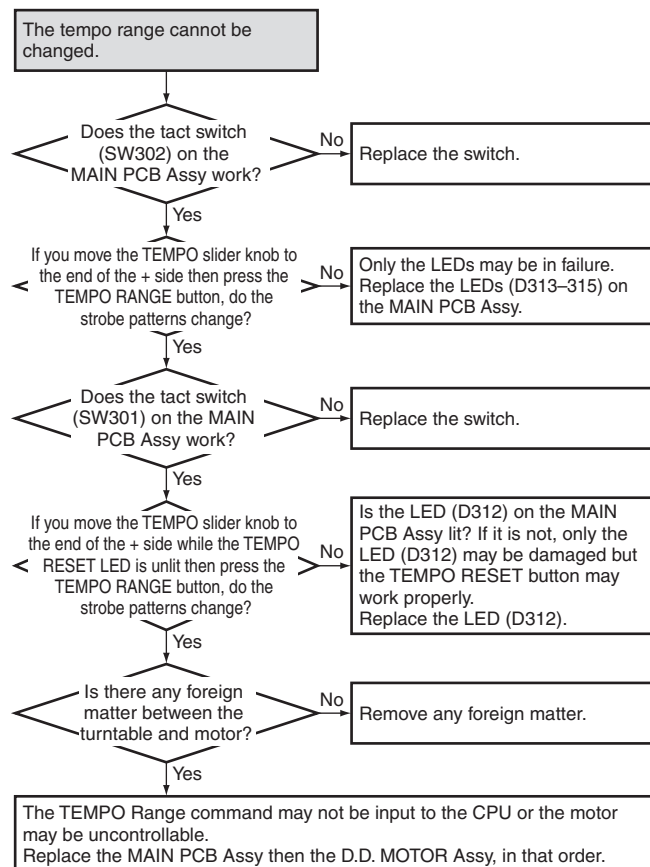 The tempo range cannot be
changed.
Does the tact switch
(SW302) on the
MAIN PCB Assy work?
No
Replace the switch.
Yes
If you move the TEMPO slider knob to
the end of the + side then press the
TEMPO RANGE button, do the
strobe patterns change?
No
Only the LEDs may be in failure.
Replace the LEDs (D313–315) on
the MAIN PCB Assy.
Yes
Does the tact switch
(SW301) on the MAIN
PCB Assy work?
No
Replace the switch.
Yes
If you move the TEMPO slider knob to
the end of the + side while the TEMPO
RESET LED is unlit then press the
TEMPO RANGE button, do the
strobe patterns change?
No
Is the LED (D312) on the MAIN
PCB Assy lit? If it is not, only the
LED (D312) may be damaged but
the TEMPO RESET button may
work properly.
Replace the LED (D312).
Yes
Is there any foreign
matter between the
turntable and motor?
No
Remove any foreign matter.
Yes
The TEMPO Range command may not be input to the CPU or the motor
may be uncontrollable.
Replace the MAIN PCB Assy then the D.D. MOTOR Assy, in that order.